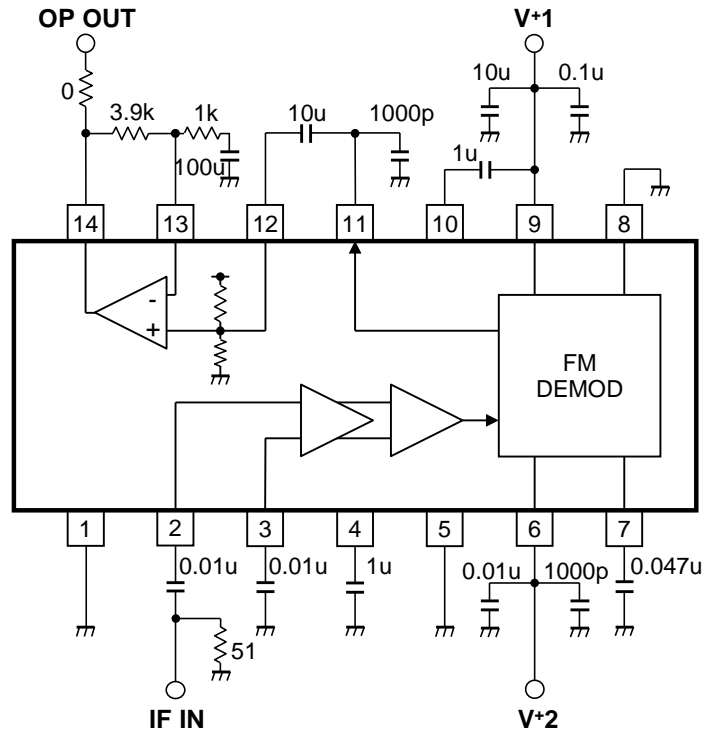 OP OUT
V+1
0
3.9k
1k
100u
10u
1000p
10u
0.1u
1u
14
13
12
11
10
9
8
-
+
FM
DEMOD
1
2
3
4
5
6
7
0.01u
0.01u
1u
0.01u
1000p
0.047u
51
IF IN
V+2